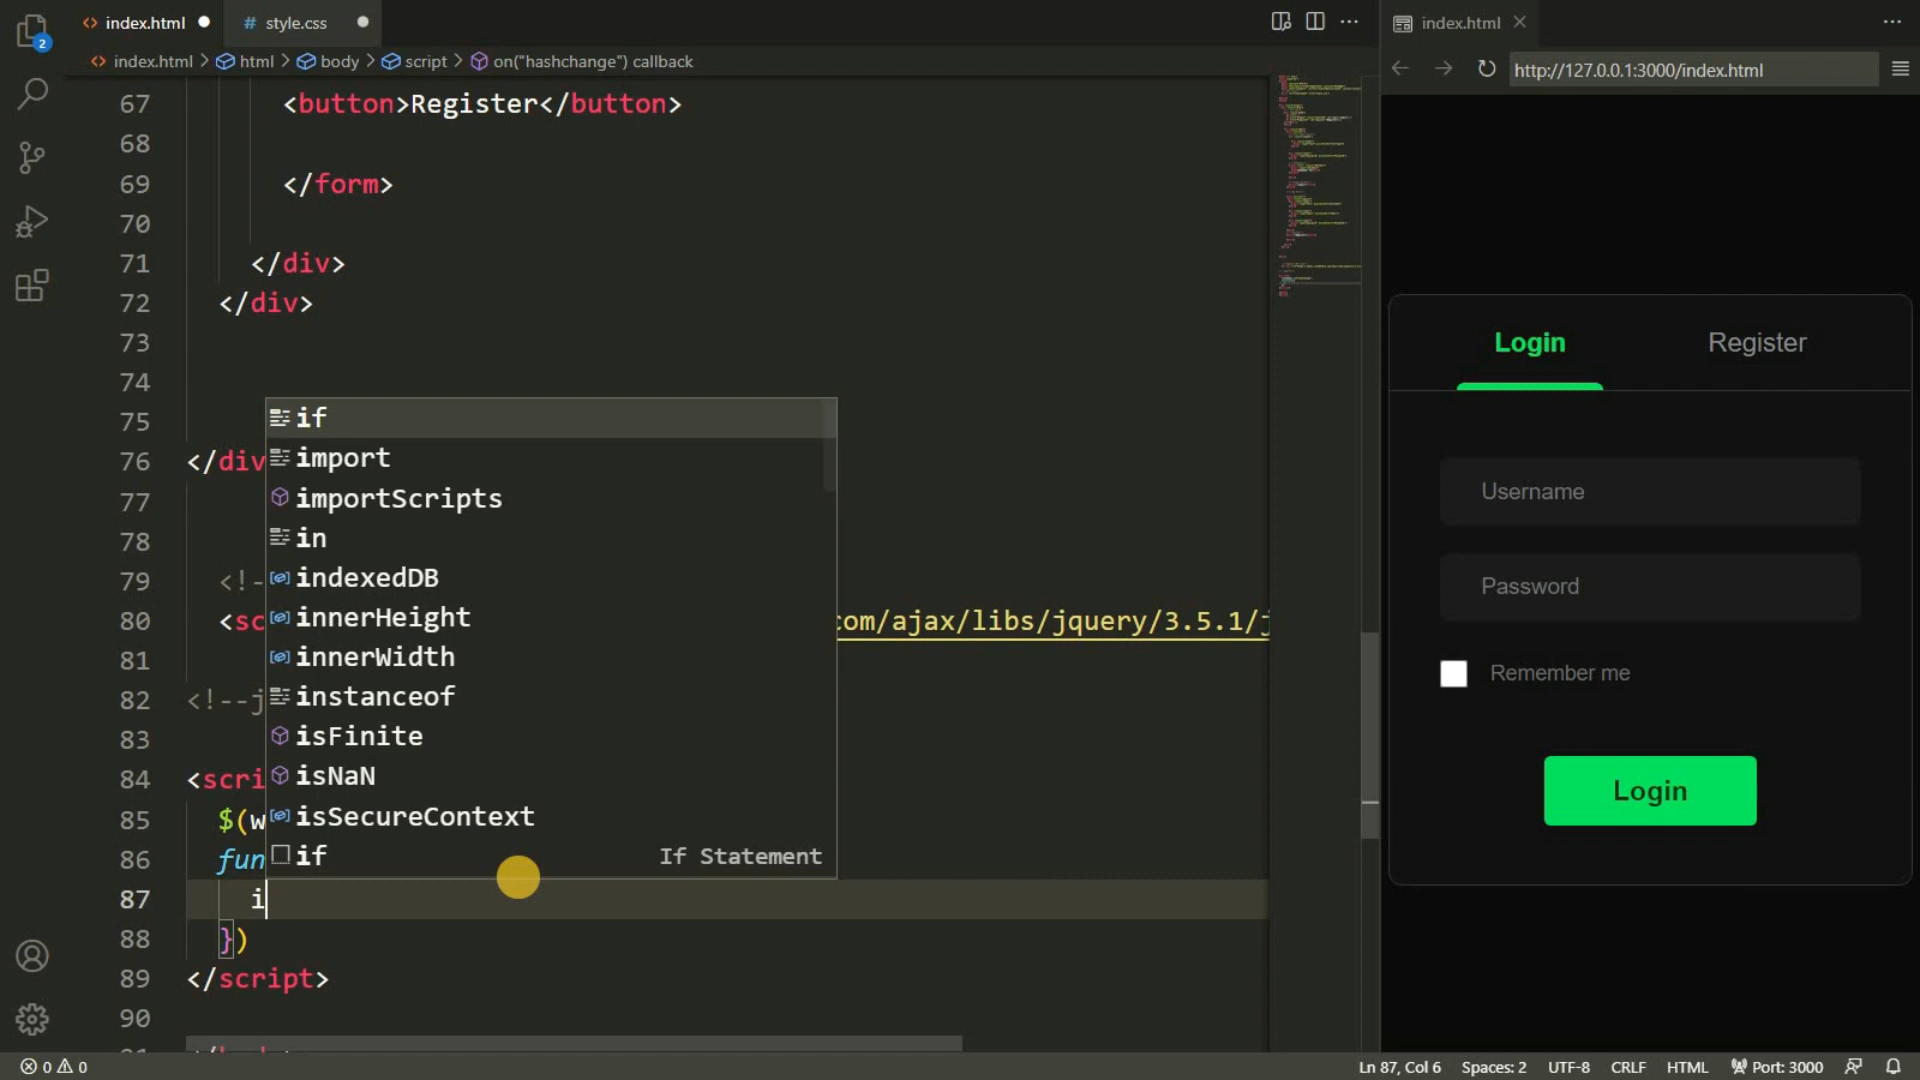 index.html
style.css
index.html
index.html > html > body > script > on("hashchange") callback
http://127.0.0.1:3000/index.html
2
67 <button>Register</button>
68
69 </form>
70
71 </div>
72 </div>
73
74
75
76 </div
77
78
79 <!-
80 <sc com/ajax/libs/jquery/3.5.1/j
81
82 <!--j
83
84 <scri
85 $(w
86 fun
87 i
88 })
89 </script>
90
if
import
importScripts
in
indexedDB
innerHeight
innerWidth
instanceof
isFinite
isNaN
isSecureContext
if If Statement
Login Register
Username
Password
Remember me
Login
0 0 Ln 87, Col 6 Spaces: 2 UTF-8 CRLF HTML Port: 3000